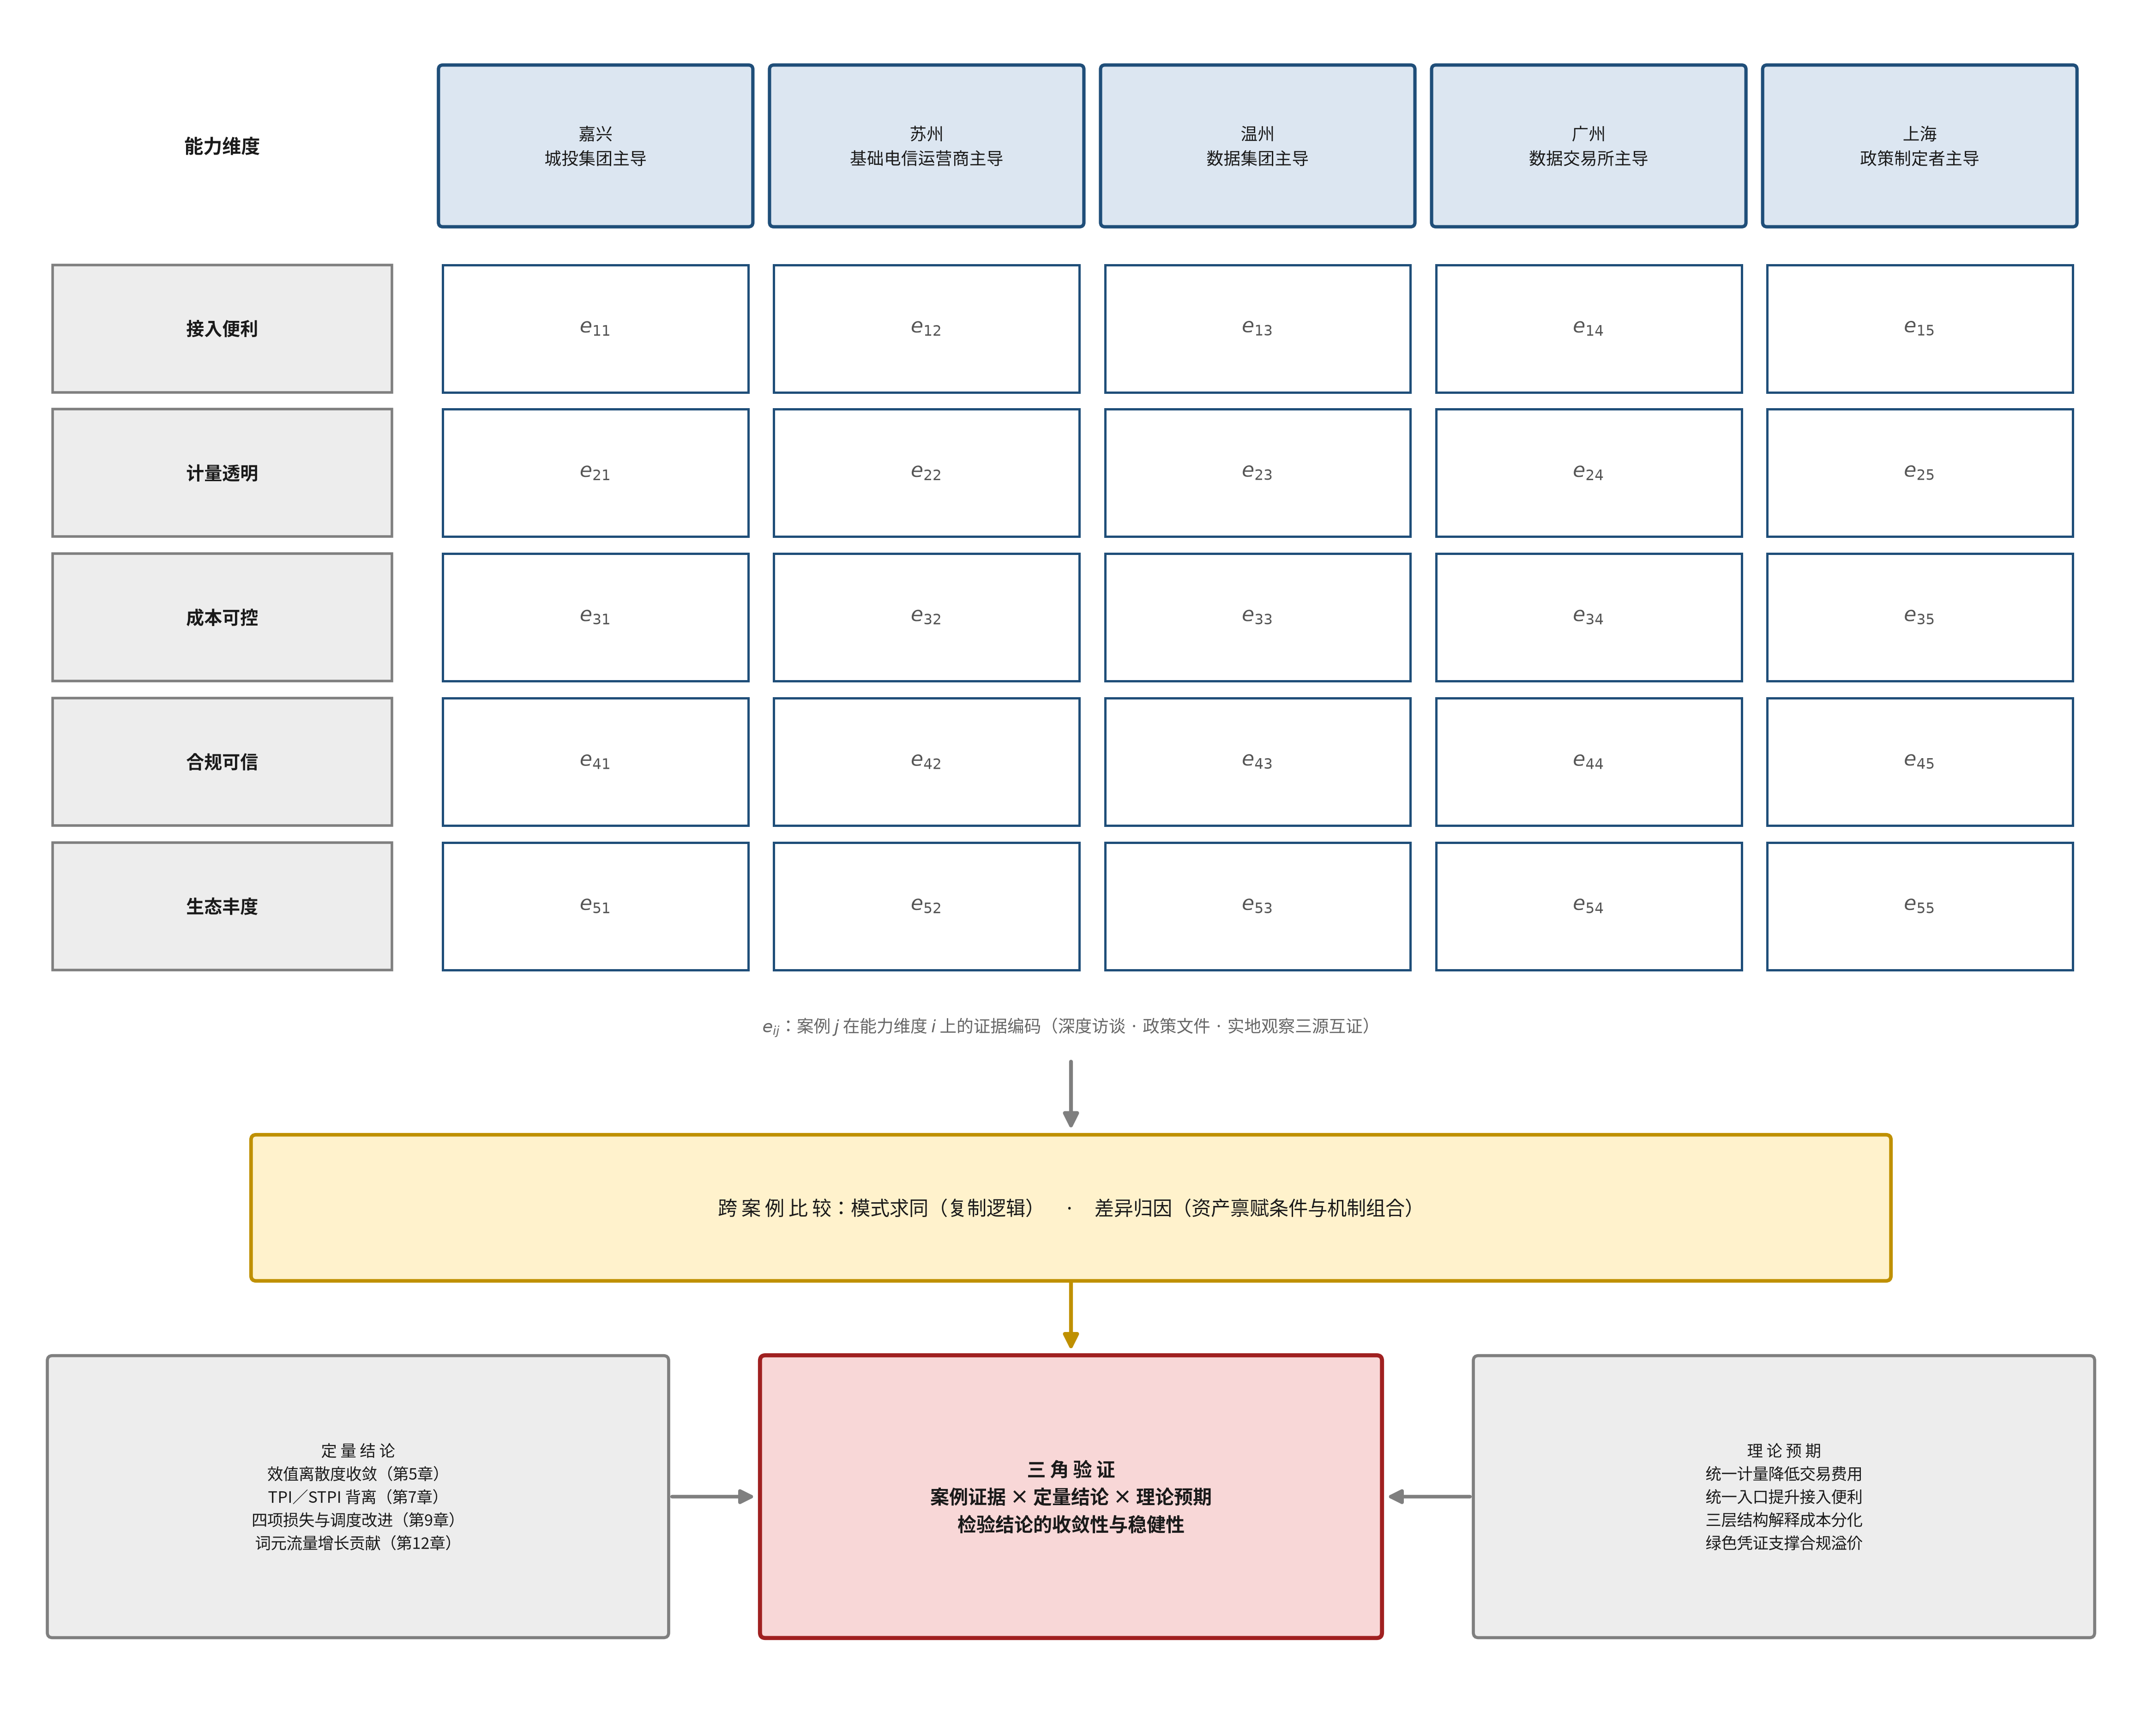 能力维度
嘉兴
城投集团主导
苏州
基础电信运营商主导
温州
数据集团主导
广州
数据交易所主导
上海
政策制定者主导
接入便利
e11
e12
e13
e14
e15
计量透明
e21
e22
e23
e24
e25
成本可控
e31
e32
e33
e34
e35
合规可信
e41
e42
e43
e44
e45
生态丰度
e51
e52
e53
e54
e55
eij：案例 j 在能力维度 i 上的证据编码（深度访谈 · 政策文件 · 实地观察三源互证）
跨 案 例 比 较：模式求同（复制逻辑） · 差异归因（资产禀赋条件与机制组合）
定 量 结 论
效值离散度收敛（第5章）
TPI／STPI 背离（第7章）
四项损失与调度改进（第9章）
词元流量增长贡献（第12章）
三 角 验 证
案例证据 × 定量结论 × 理论预期
检验结论的收敛性与稳健性
理 论 预 期
统一计量降低交易费用
统一入口提升接入便利
三层结构解释成本分化
绿色凭证支撑合规溢价